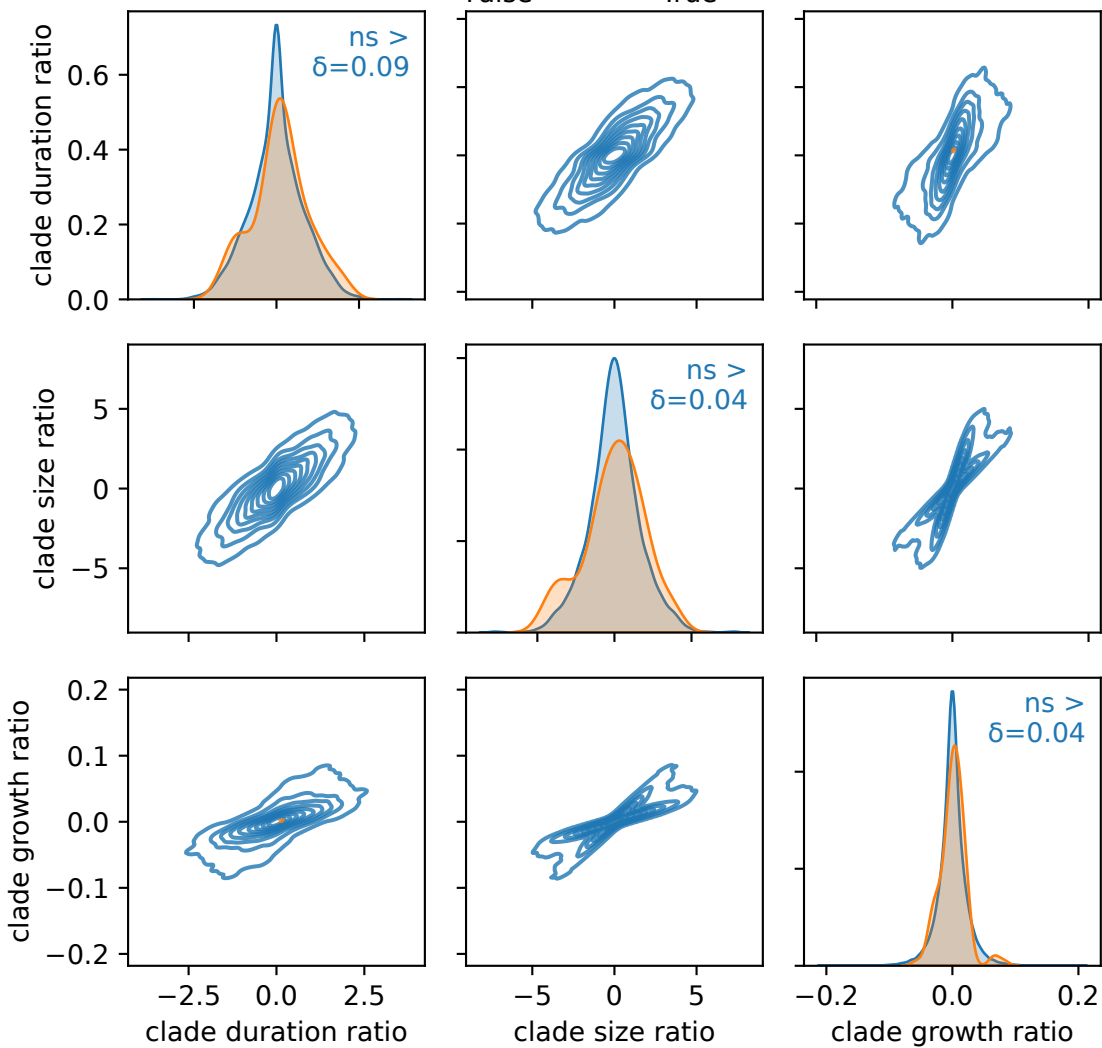 clade duration ratio
0.6
0.4
0.2
0.0
ns >
δ=0.09
clade size ratio
5
0
−5
ns >
δ=0.04
clade growth ratio
0.2
0.1
0.0
−0.1
−0.2
ns >
δ=0.04
−2.5 0.0 2.5
−5 0 5
−0.2 0.0 0.2
clade duration ratio
clade size ratio
clade growth ratio